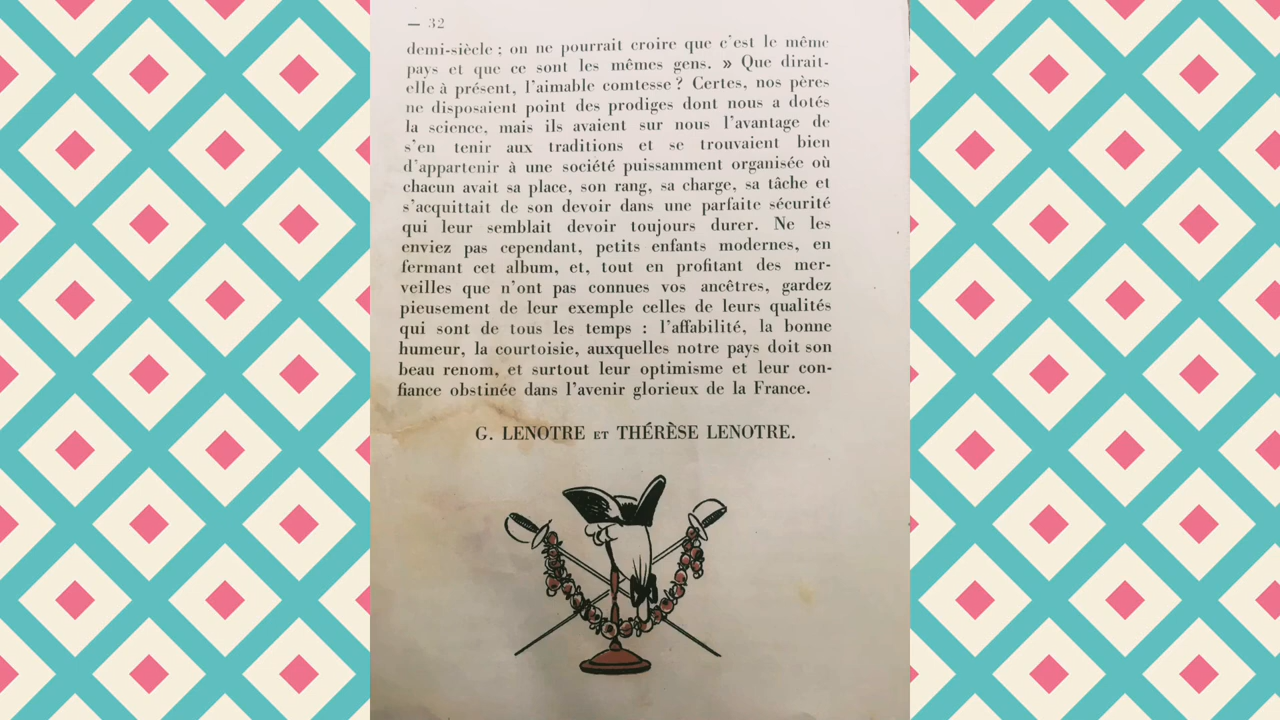 — 32
demi-siècle ; on ne pourrait croire que c'est le même
pays et que ce sont les mêmes gens. » Que dirait-
elle à présent, l'aimable comtesse ? Certes, nos pères
ne disposaient point des prodiges dont nous a dotés
la science, mais ils avaient sur nous l'avantage de
s'en tenir aux traditions et se trouvaient bien
d'appartenir à une société puissamment organisée où
chacun avait sa place, son rang, sa charge, sa tâche et
s'acquittait de son devoir dans une parfaite sécurité
qui leur semblait devoir toujours durer. Ne les
enviez pas cependant, petits enfants modernes, en
fermant cet album, et, tout en profitant des mer-
veilles que n'ont pas connues vos ancêtres, gardez
pieusement de leur exemple celles de leurs qualités
qui sont de tous les temps : l'affabilité, la bonne
humeur, la courtoisie, auxquelles notre pays doit son
beau renom, et surtout leur optimisme et leur con-
fiance obstinée dans l'avenir glorieux de la France.
G. LENOTRE ET THÉRÈSE LENOTRE.